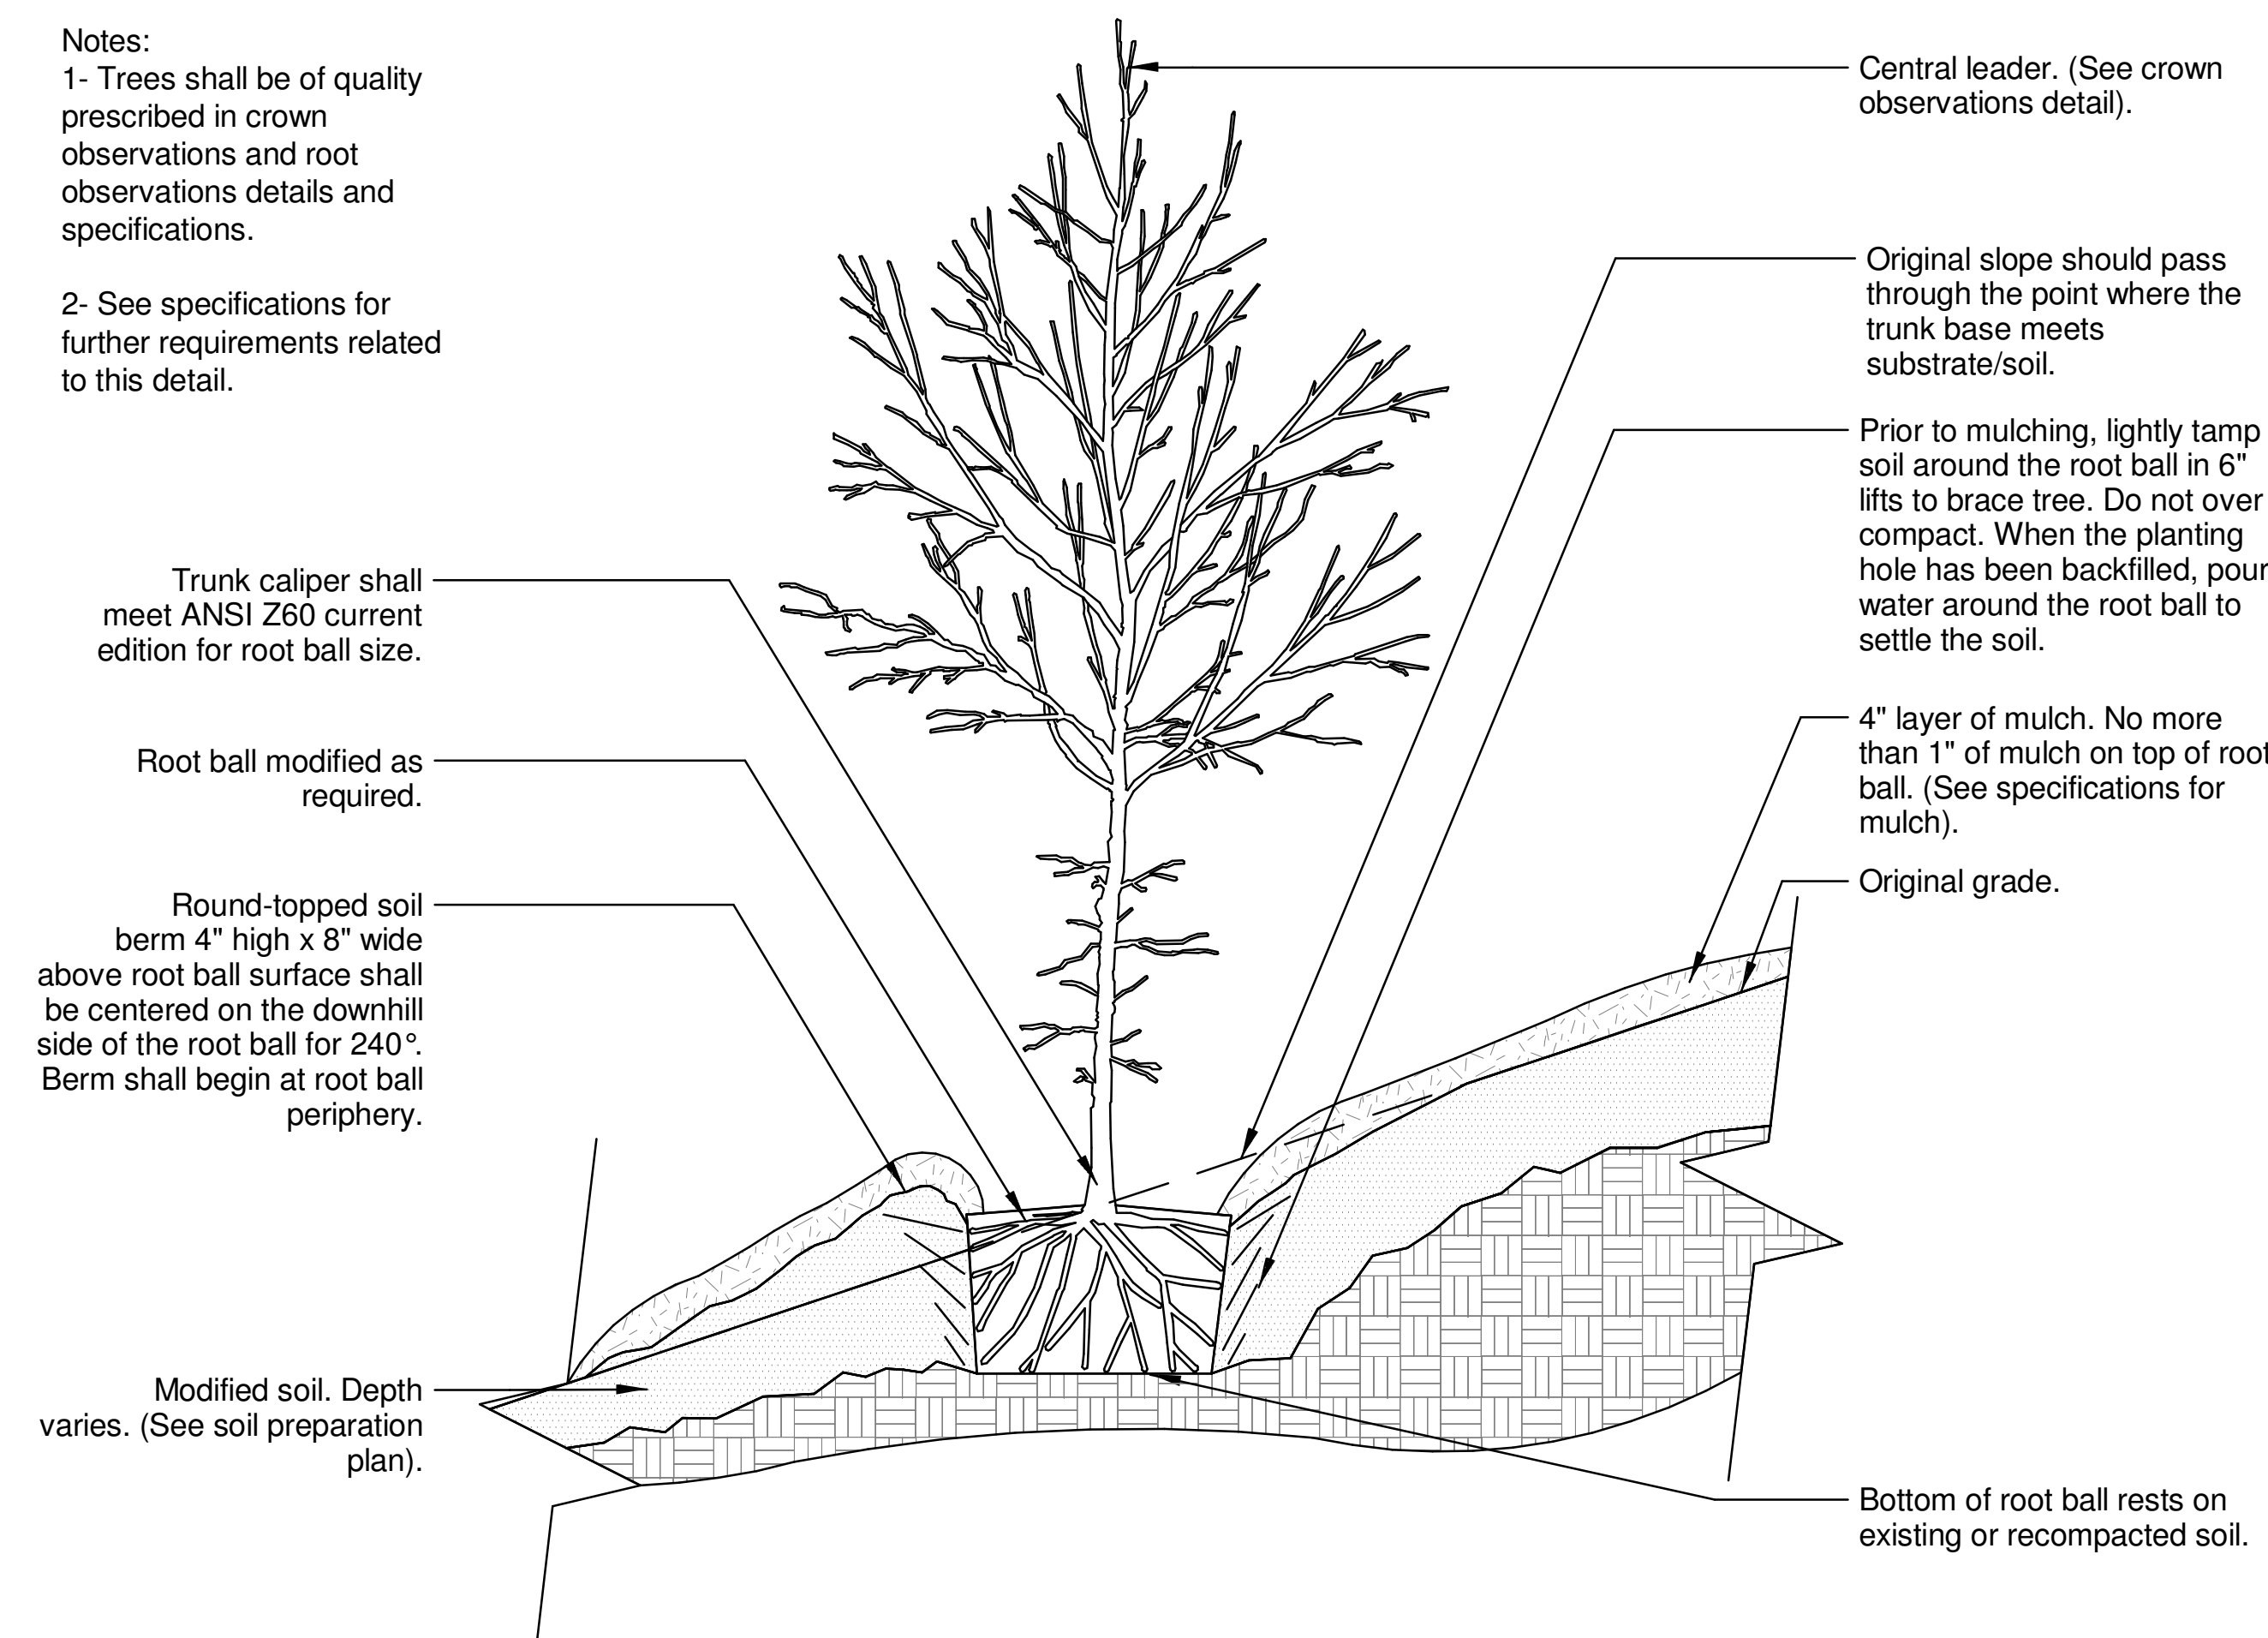 Notes:
1- Trees shall be of quality
prescribed in crown
observations and root
observations details and
specifications.
2- See specifications for
further requirements related
to this detail.
Trunk caliper shall
meet ANSI Z60 current
edition for root ball size.
Root ball modified as
required.
Round-topped soil
berm 4" high x 8" wide
above root ball surface shall
be centered on the downhill
side of the root ball for 240°.
Berm shall begin at root ball
periphery.
Modified soil. Depth
varies. (See soil preparation
plan).
Central leader. (See crown
observations detail).
Original slope should pass
through the point where the
trunk base meets
substrate/soil.
Prior to mulching, lightly tamp
soil around the root ball in 6"
lifts to brace tree. Do not over
compact. When the planting
hole has been backfilled, pour
water around the root ball to
settle the soil.
4" layer of mulch. No more
than 1" of mulch on top of root
ball. (See specifications for
mulch).
Original grade.
Bottom of root ball rests on
existing or recompacted soil.